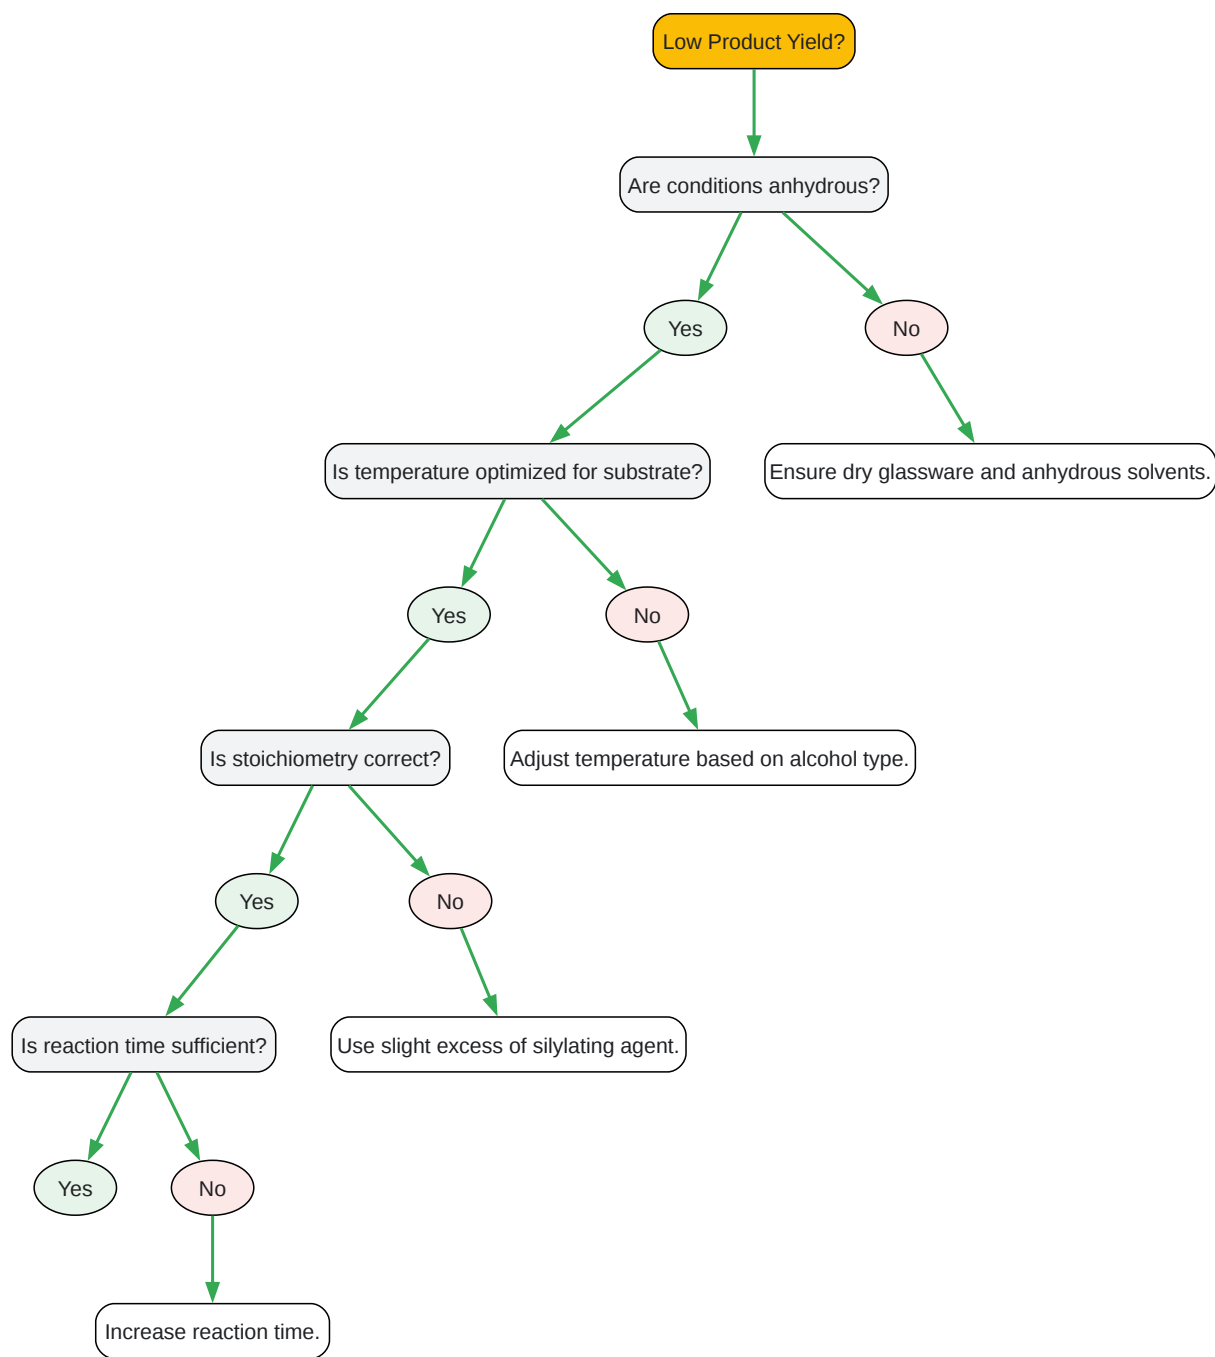 Low Product Yield?
Are conditions anhydrous?
Yes
No
Is temperature optimized for substrate?
Ensure dry glassware and anhydrous solvents.
Yes
No
Is stoichiometry correct?
Adjust temperature based on alcohol type.
Yes
No
Is reaction time sufficient?
Use slight excess of silylating agent.
Yes
No
Increase reaction time.